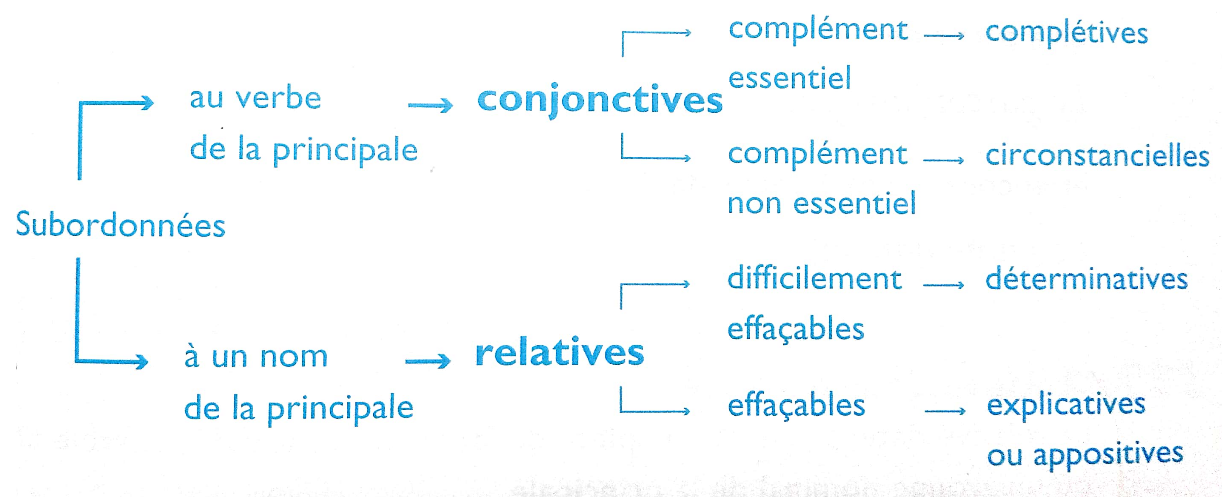 complément → complétives
essentiel
au verbe → conjonctives
de la principale
complément → circonstancielles
non essentiel
Subordonnées
difficilement → déterminatives
effaçables
à un nom → relatives
de la principale
effaçables → explicatives
ou appositives